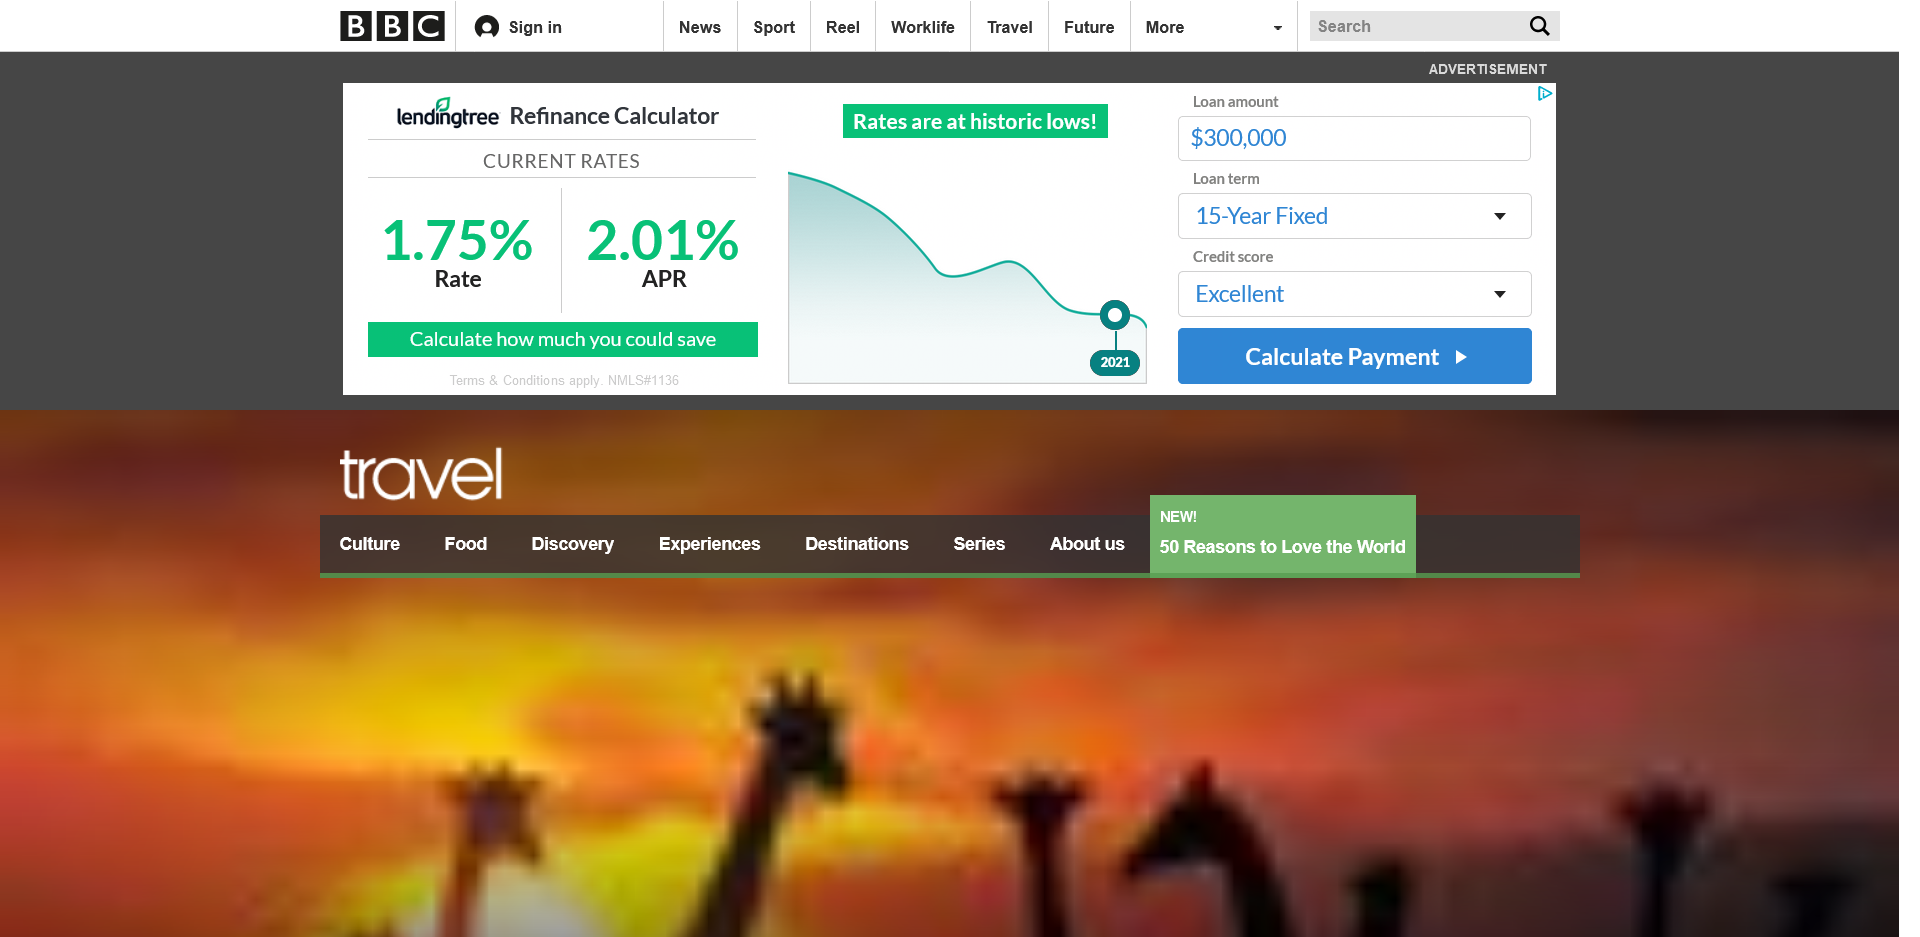 BBC
Sign in
News
Sport
Reel
Worklife
Travel
Future
More
Search
ADVERTISEMENT
lendingtree Refinance Calculator
CURRENT RATES
1.75%
Rate
2.01%
APR
Calculate how much you could save
Terms & Conditions apply. NMLS#1136
Rates are at historic lows!
2021
Loan amount
$300,000
Loan term
15-Year Fixed
Credit score
Excellent
Calculate Payment
travel
Culture
Food
Discovery
Experiences
Destinations
Series
About us
NEW!
50 Reasons to Love the World